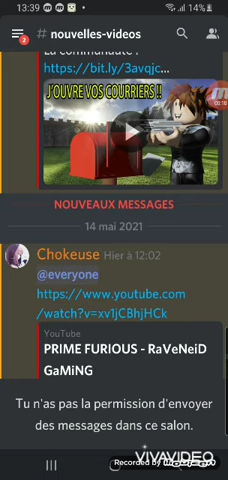 13:39
14%
2
# nouvelles-videos
La communauté :
https://bit.ly/3avqjc...
J'OUVRE VOS COURRIERS !!
NOUVEAUX MESSAGES
14 mai 2021
Chokeuse Hier à 12:02
@everyone
https://www.youtube.com
/watch?v=xv1jCBhjHCk
YouTube
PRIME FURIOUS - RaVeNeiD
GaMiNG
Tu n'as pas la permission d'envoyer
des messages dans ce salon.
VIVAVIDEO
Recorded by